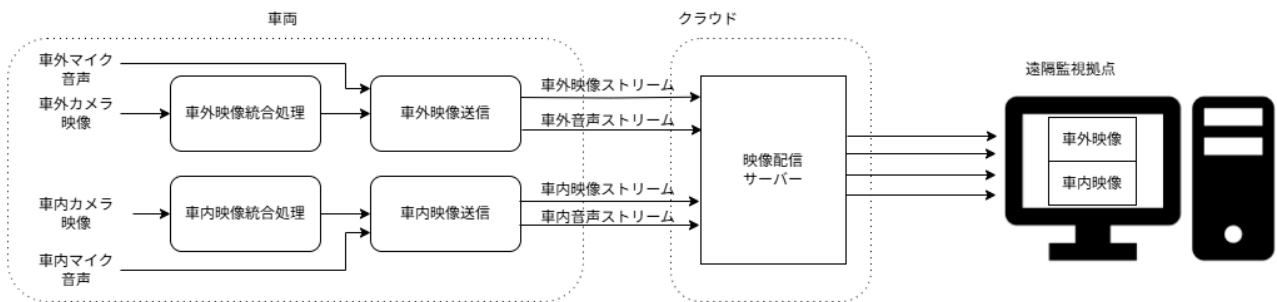 車両
クラウド
遠隔監視拠点
車外マイク
音声
車外カメラ
映像
車外映像統合処理
車外映像送信
車外映像ストリーム
車外音声ストリーム
車内カメラ
映像
車内映像統合処理
車内映像送信
車内映像ストリーム
車内音声ストリーム
車内マイク
音声
映像配信
サーバー
車外映像
車内映像